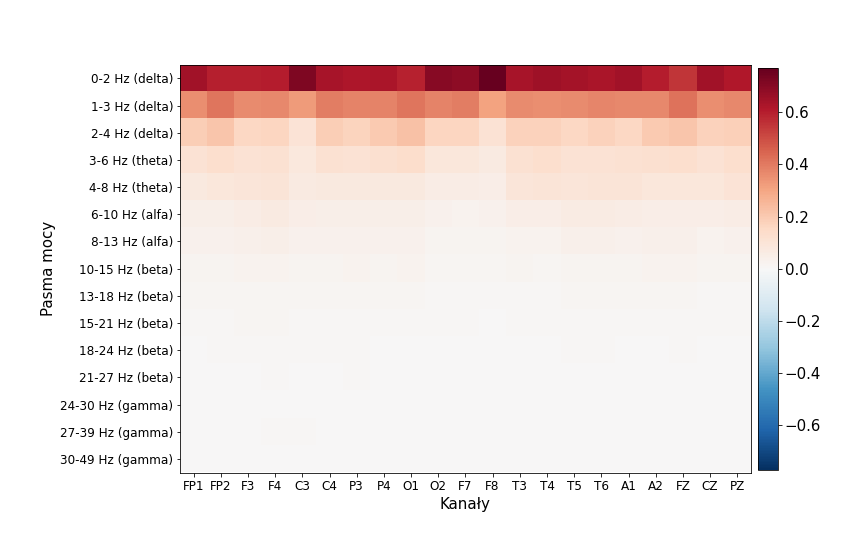 Pasma mocy
0-2 Hz (delta)
1-3 Hz (delta)
2-4 Hz (delta)
3-6 Hz (theta)
4-8 Hz (theta)
6-10 Hz (alfa)
8-13 Hz (alfa)
10-15 Hz (beta)
13-18 Hz (beta)
15-21 Hz (beta)
18-24 Hz (beta)
21-27 Hz (beta)
24-30 Hz (gamma)
27-39 Hz (gamma)
30-49 Hz (gamma)
FP1 FP2 F3 F4 C3 C4 P3 P4 O1 O2 F7 F8 T3 T4 T5 T6 A1 A2 FZ CZ PZ
Kanały
0.6
0.4
0.2
0.0
−0.2
−0.4
−0.6